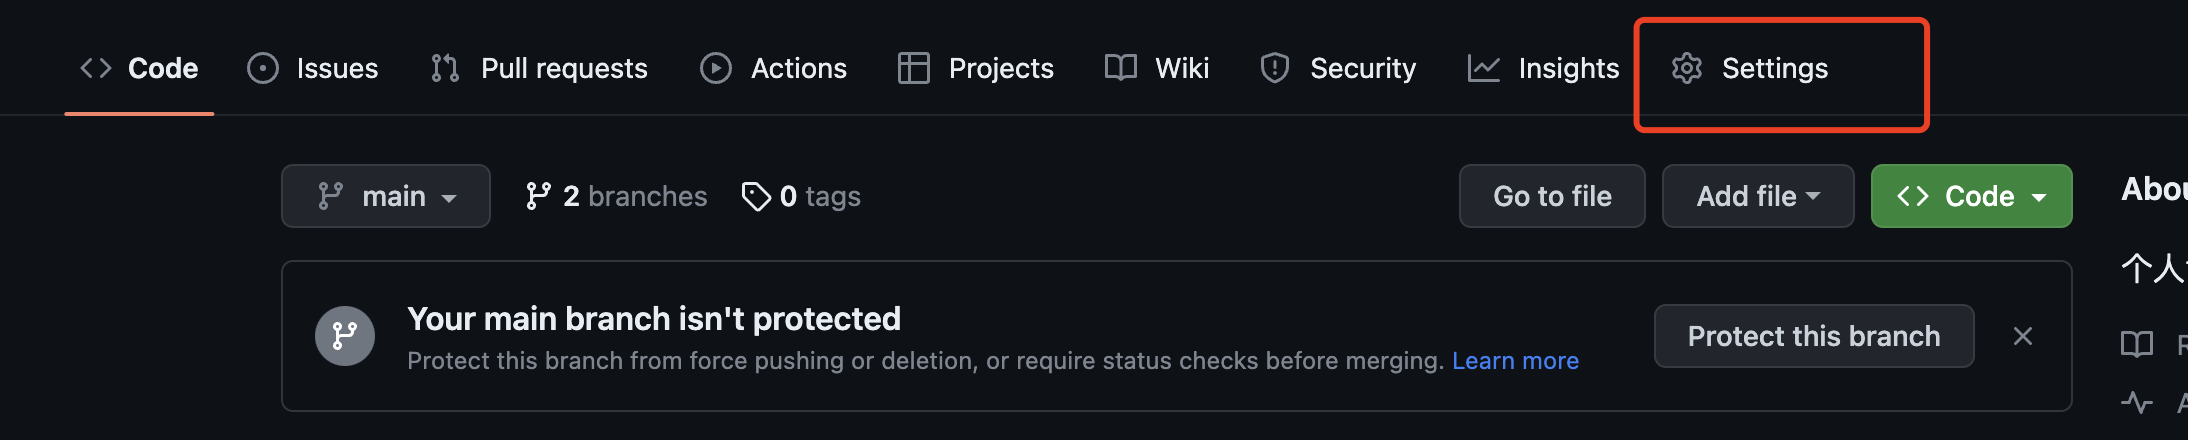 Code Issues Pull requests Actions Projects Wiki Security Insights Settings
main 2 branches 0 tags Go to file Add file Code
Your main branch isn't protected
Protect this branch from force pushing or deletion, or require status checks before merging. Learn more
Protect this branch
个人